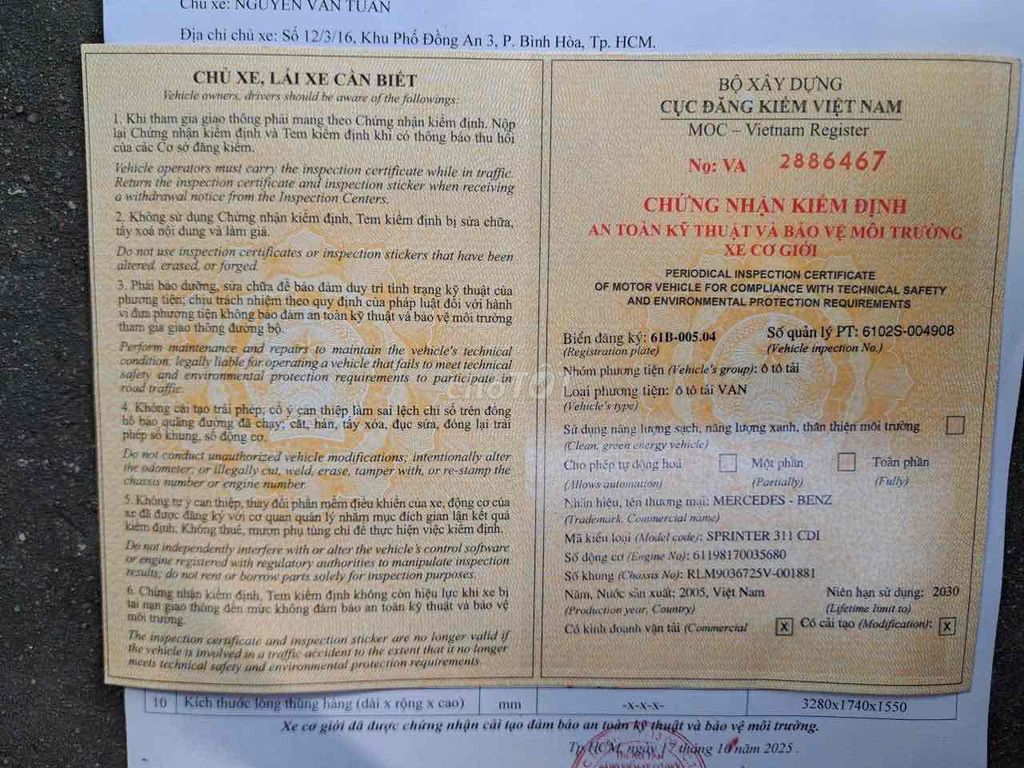 Chủ xe: NGUYỄN VĂN TUẤN
Địa chỉ chủ xe: Số 12/3/16, Khu Phố Đồng An 3, P. Bình Hòa, Tp. HCM.
CHỦ XE, LÁI XE CẦN BIẾT
Vehicle owners, drivers should be aware of the followings:
1. Khi tham gia giao thông phải mang theo Chứng nhận kiểm định. Nộp
lại Chứng nhận kiểm định và Tem kiểm định khi có thông báo thu hồi
của các Cơ sở đăng kiểm.
Vehicle operators must carry the inspection certificate while in traffic.
Return the inspection certificate and inspection sticker when receiving
a withdrawal notice from the Inspection Centers.
2. Không sử dụng Chứng nhận kiểm định, Tem kiểm định bị sửa chữa,
tẩy xoá nội dung và làm giả.
Do not use inspection certificates or inspection stickers that have been
altered, erased, or forged.
3. Phải bảo dưỡng, sửa chữa để bảo đảm duy trì tình trạng kỹ thuật của
phương tiện; chịu trách nhiệm theo quy định của pháp luật đối với hành
vi đưa phương tiện không bảo đảm an toàn kỹ thuật và bảo vệ môi trường
tham gia giao thông đường bộ.
Perform maintenance and repairs to maintain the vehicle's technical
condition; legally liable for operating a vehicle that fails to meet technical
safety and environmental protection requirements to participate in
road traffic.
4. Không cải tạo trái phép; cố ý can thiệp làm sai lệch chỉ số trên đồng
hồ báo quãng đường đã chạy; cắt, hàn, tẩy xóa, đục sửa, đóng lại trái
phép số khung, số động cơ.
Do not conduct unauthorized vehicle modifications; intentionally alter
the odometer; or illegally cut, weld, erase, tamper with, or re-stamp the
chassis number or engine number.
5. Không tự ý can thiệp, thay đổi phần mềm điều khiển của xe, động cơ của
xe đã được đăng ký với cơ quan quản lý nhằm mục đích gian lận kết quả
kiểm định. Không thuê, mượn phụ tùng chỉ để thực hiện việc kiểm định.
Do not independently interfere with or alter the vehicle's control software
or engine registered with regulatory authorities to manipulate inspection
results; do not rent or borrow parts solely for inspection purposes.
6. Chứng nhận kiểm định, Tem kiểm định không còn hiệu lực khi xe bị
tai nạn giao thông đến mức không đảm bảo an toàn kỹ thuật và bảo vệ
môi trường.
The inspection certificate and inspection sticker are no longer valid if
the vehicle is involved in a traffic accident to the extent that it no longer
meets technical safety and environmental protection requirements.
BỘ XÂY DỰNG
CỤC ĐĂNG KIỂM VIỆT NAM
MOC – Vietnam Register
No: VA 2886467
CHỨNG NHẬN KIỂM ĐỊNH
AN TOÀN KỸ THUẬT VÀ BẢO VỆ MÔI TRƯỜNG
XE CƠ GIỚI
PERIODICAL INSPECTION CERTIFICATE
OF MOTOR VEHICLE FOR COMPLIANCE WITH TECHNICAL SAFETY
AND ENVIRONMENTAL PROTECTION REQUIREMENTS
Biển đăng ký: 61B-005.04 Số quản lý PT: 6102S-004908
(Registration plate) (Vehicle inpection No.)
Nhóm phương tiện (Vehicle's group): ô tô tải
Loại phương tiện: ô tô tải VAN
(Vehicle's type)
Sử dụng năng lượng sạch, năng lượng xanh, thân thiện môi trường
(Clean, green energy vehicle)
Cho phép tự động hoá Một phần Toàn phần
(Allows automation) (Partially) (Fully)
Nhãn hiệu, tên thương mại: MERCEDES - BENZ
(Trademark, Commercial name)
Mã kiểu loại (Model code): SPRINTER 311 CDI
Số động cơ (Engine No): 61198170035680
Số khung (Chassis No): RLM9036725V-001881
Năm, Nước sản xuất: 2005, Việt Nam Niên hạn sử dụng: 2030
(Production year, Country) (Lifetime limit to)
Có kinh doanh vận tải (Commercial X Có cải tạo (Modification): X
CHỢ TỐT
10 Kích thước lòng thùng hàng (dài x rộng x cao) mm -x-x-x- 3280x1740x1550
Xe cơ giới đã được chứng nhận cải tạo đảm bảo an toàn kỹ thuật và bảo vệ môi trường.
Tp.HCM, ngày 17 tháng 10 năm 2025.